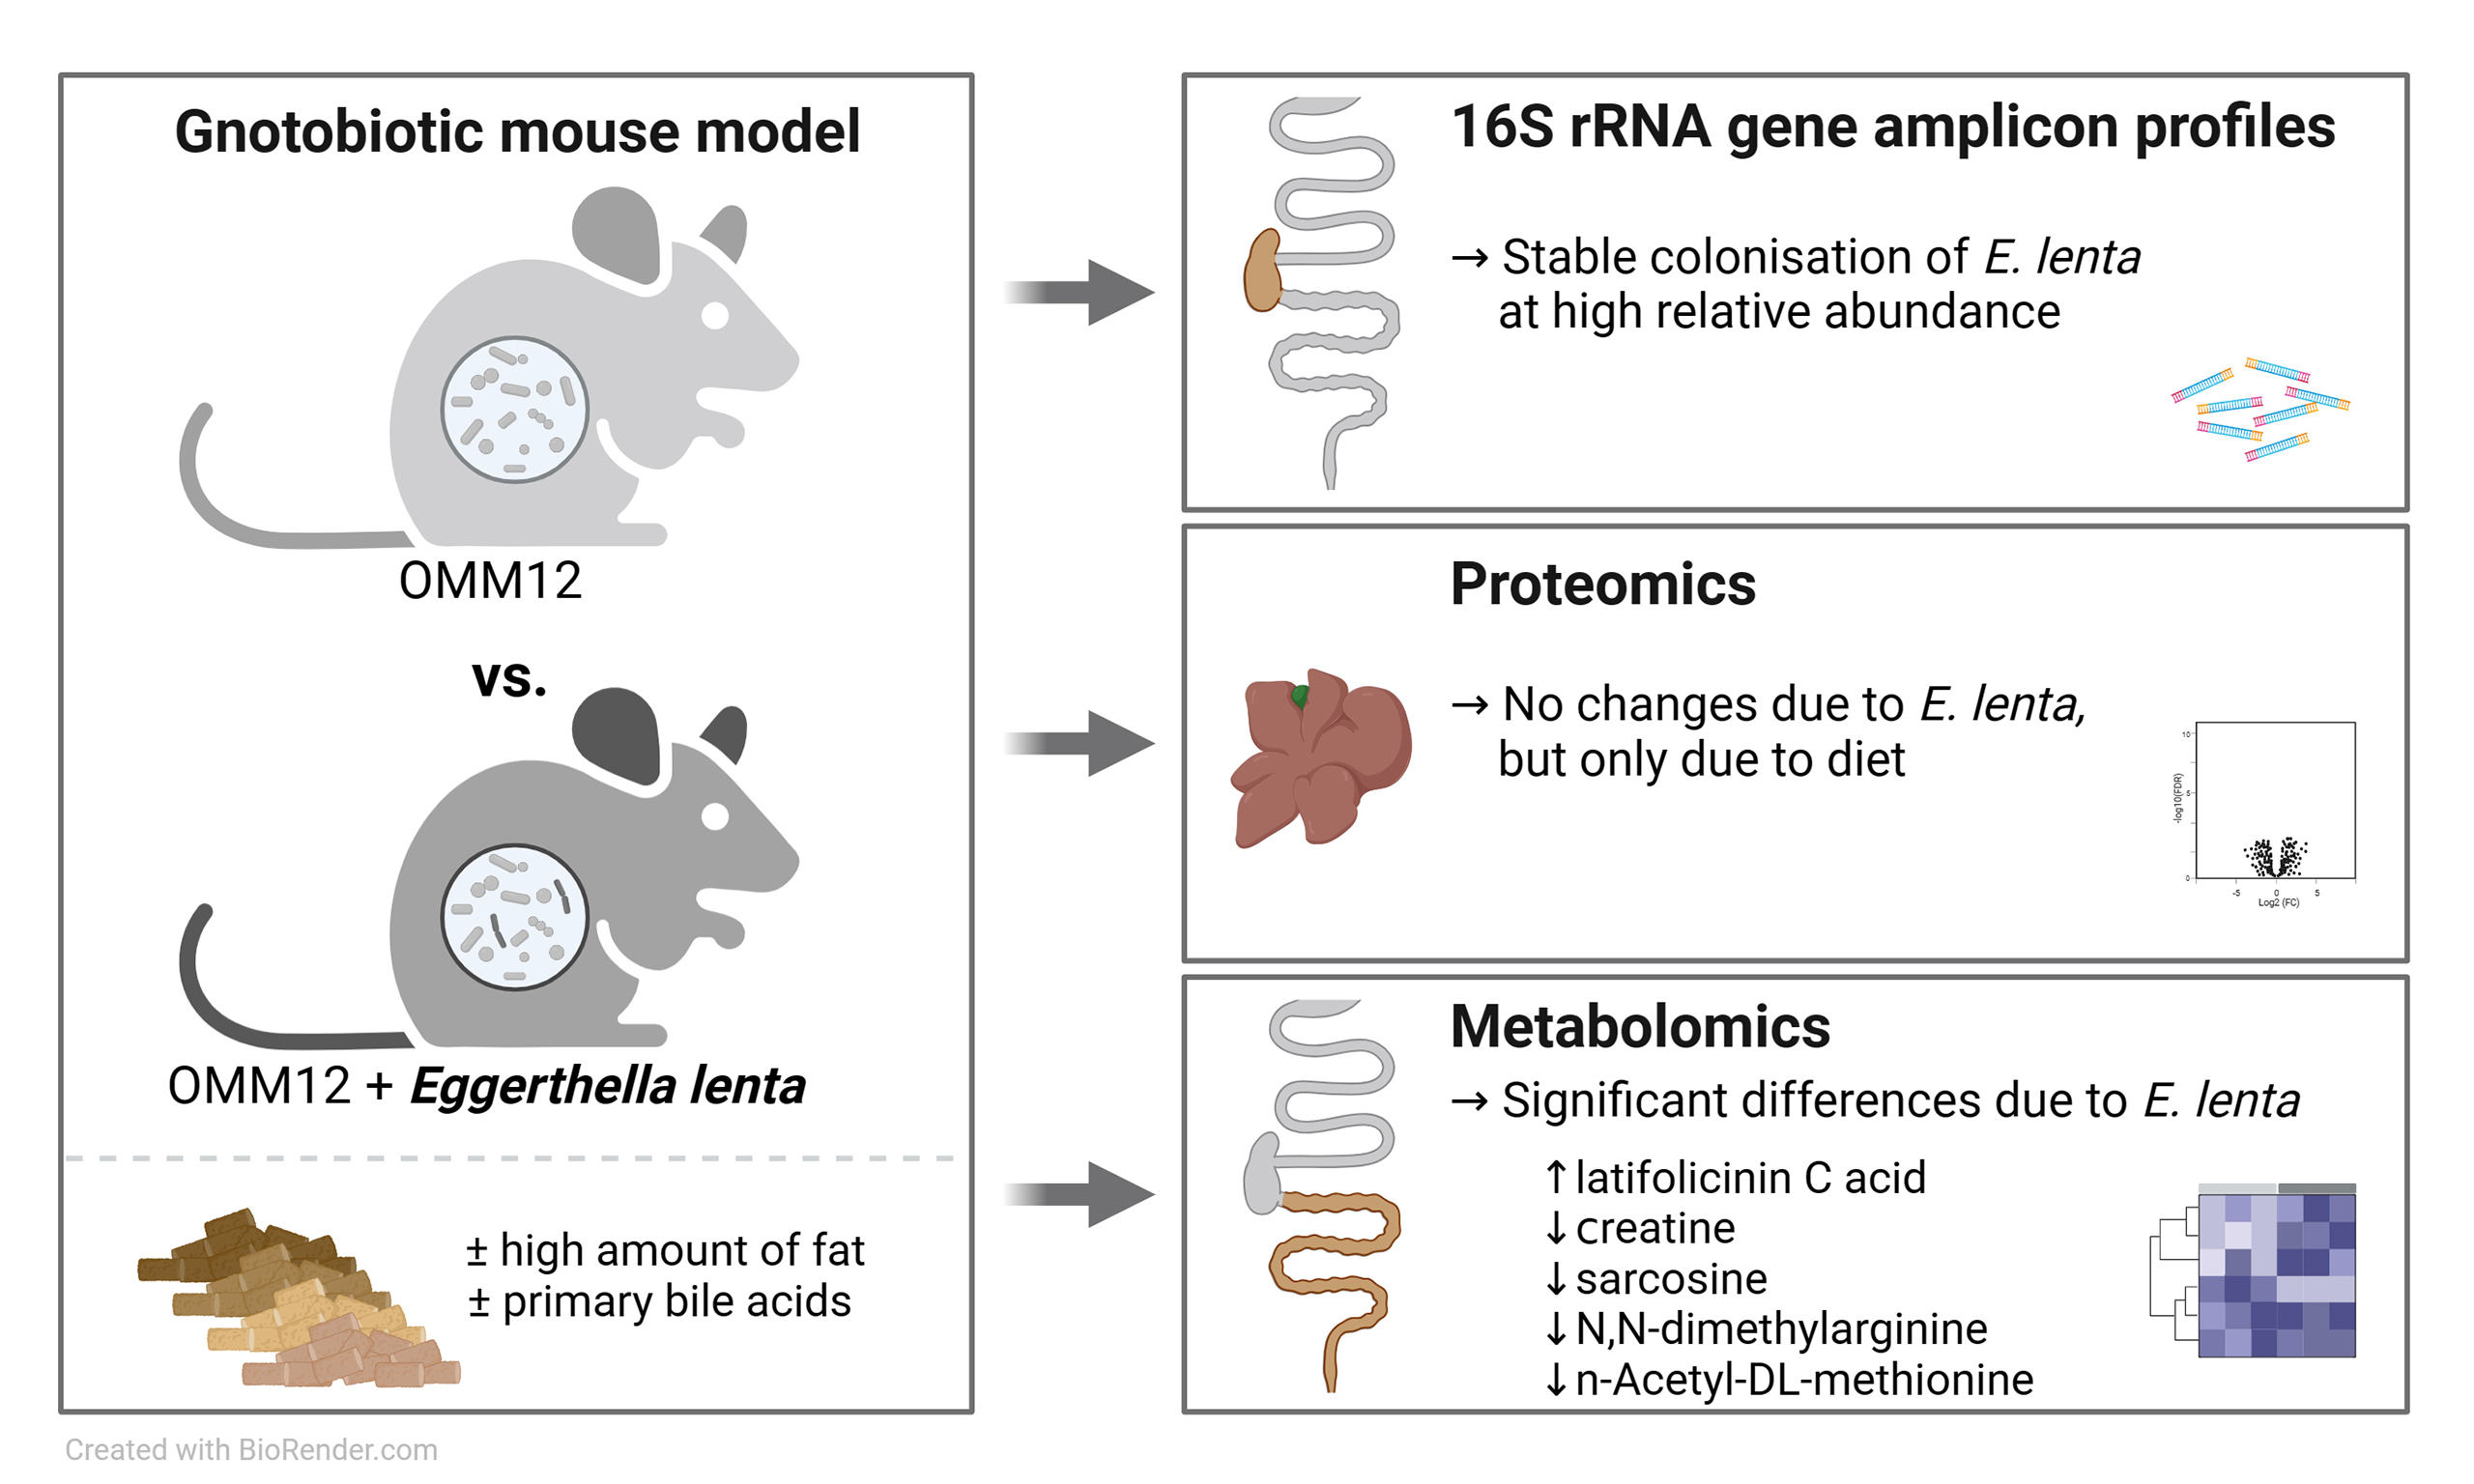 Gnotobiotic mouse model
OMM12
vs.
OMM12 + Eggerthella lenta
± high amount of fat
± primary bile acids
16S rRNA gene amplicon profiles
→ Stable colonisation of E. lenta
at high relative abundance
Proteomics
→ No changes due to E. lenta,
but only due to diet
10
5
0
-log10(FDR)
-5 0 5
Log2 (FC)
Metabolomics
→ Significant differences due to E. lenta
↑latifolicinin C acid
↓creatine
↓sarcosine
↓N,N-dimethylarginine
↓n-Acetyl-DL-methionine
Created with BioRender.com